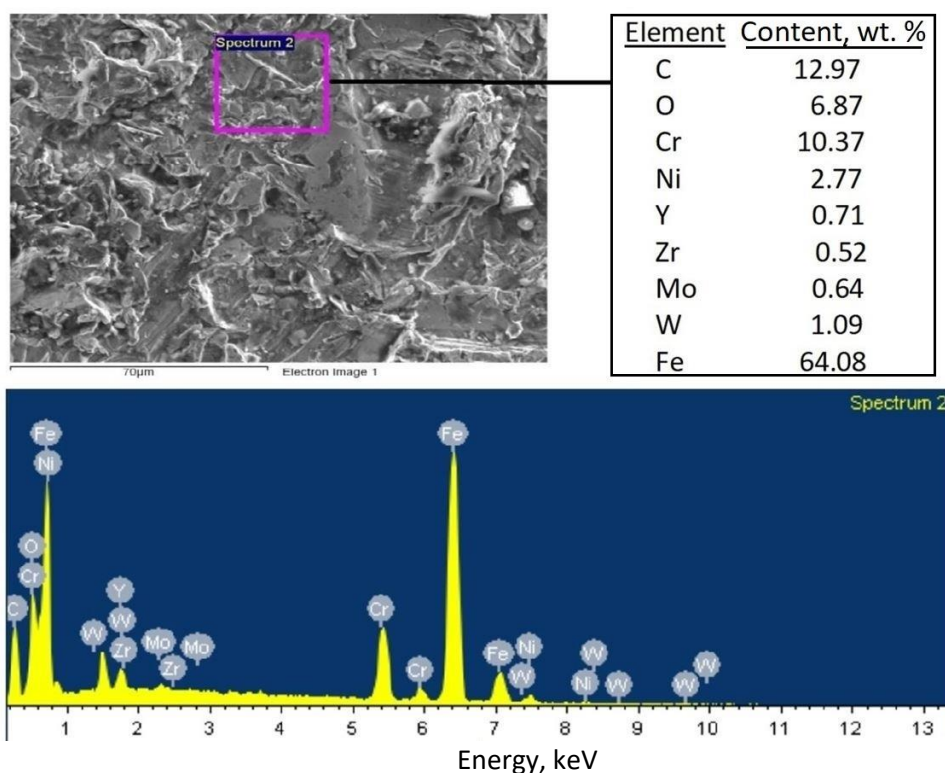 Spectrum 2
70µm
Electron Image 1
Element Content, wt. %
C 12.97
O 6.87
Cr 10.37
Ni 2.77
Y 0.71
Zr 0.52
Mo 0.64
W 1.09
Fe 64.08
Spectrum 2
Fe
Ni
O
Cr
C
W
Y
W
Zr
Mo
Zr
Mo
Cr
Cr
Fe
Fe
Ni
W
W
Ni
W
W
W
1 2 3 4 5 6 7 8 9 10 11 12 13
Energy, keV